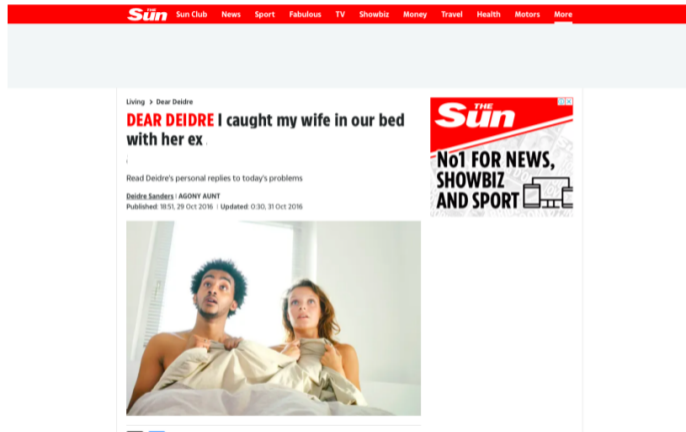 THE Sun Sun Club News Sport Fabulous TV Showbiz Money Travel Health Motors More
Living > Dear Deidre
DEAR DEIDRE I caught my wife in our bed
with her ex
Read Deidre's personal replies to today's problems
Deidre Sanders | AGONY AUNT
Published: 18:51, 29 Oct 2016 | Updated: 0:30, 31 Oct 2016
THE
Sun
No1 FOR NEWS,
SHOWBIZ
AND SPORT